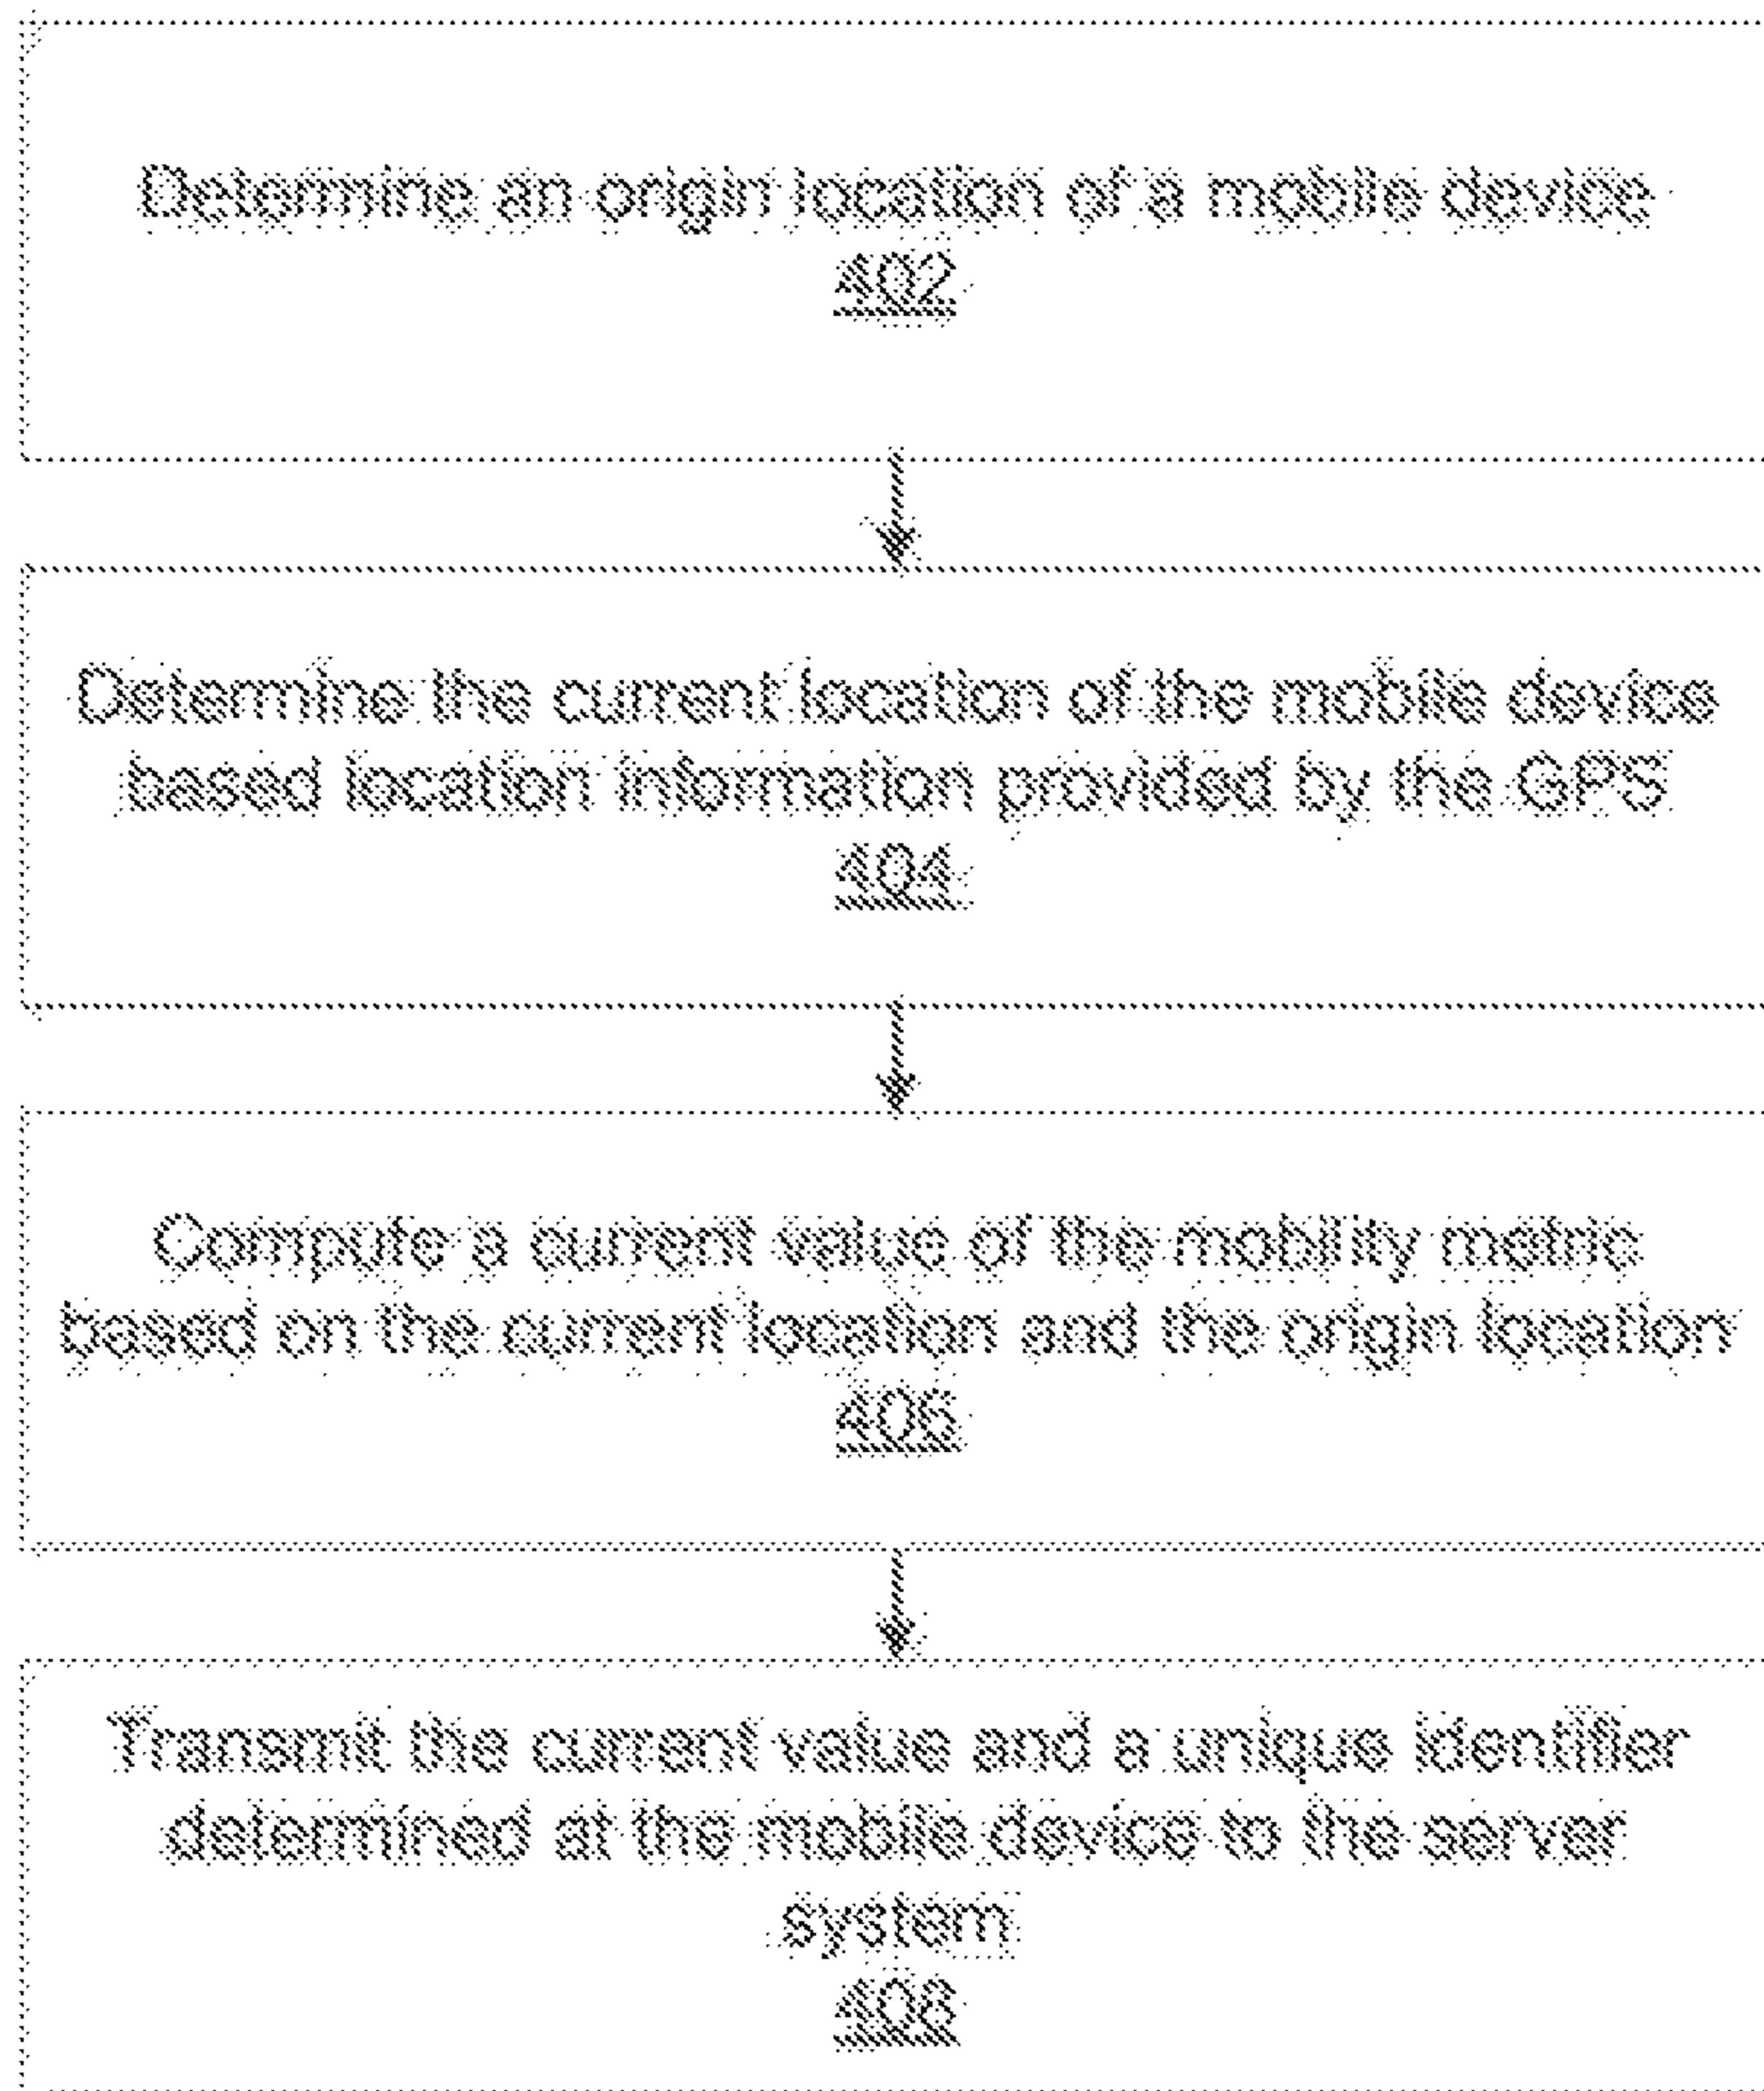 Determine an origin location of a mobile device
402
Determine the current location of the mobile device
based location information provided by the GPS
404
Compute a current value of the mobility metric
based on the current location and the origin location
406
Transmit the current value and a unique identifier
determined at the mobile device to the server
system
408